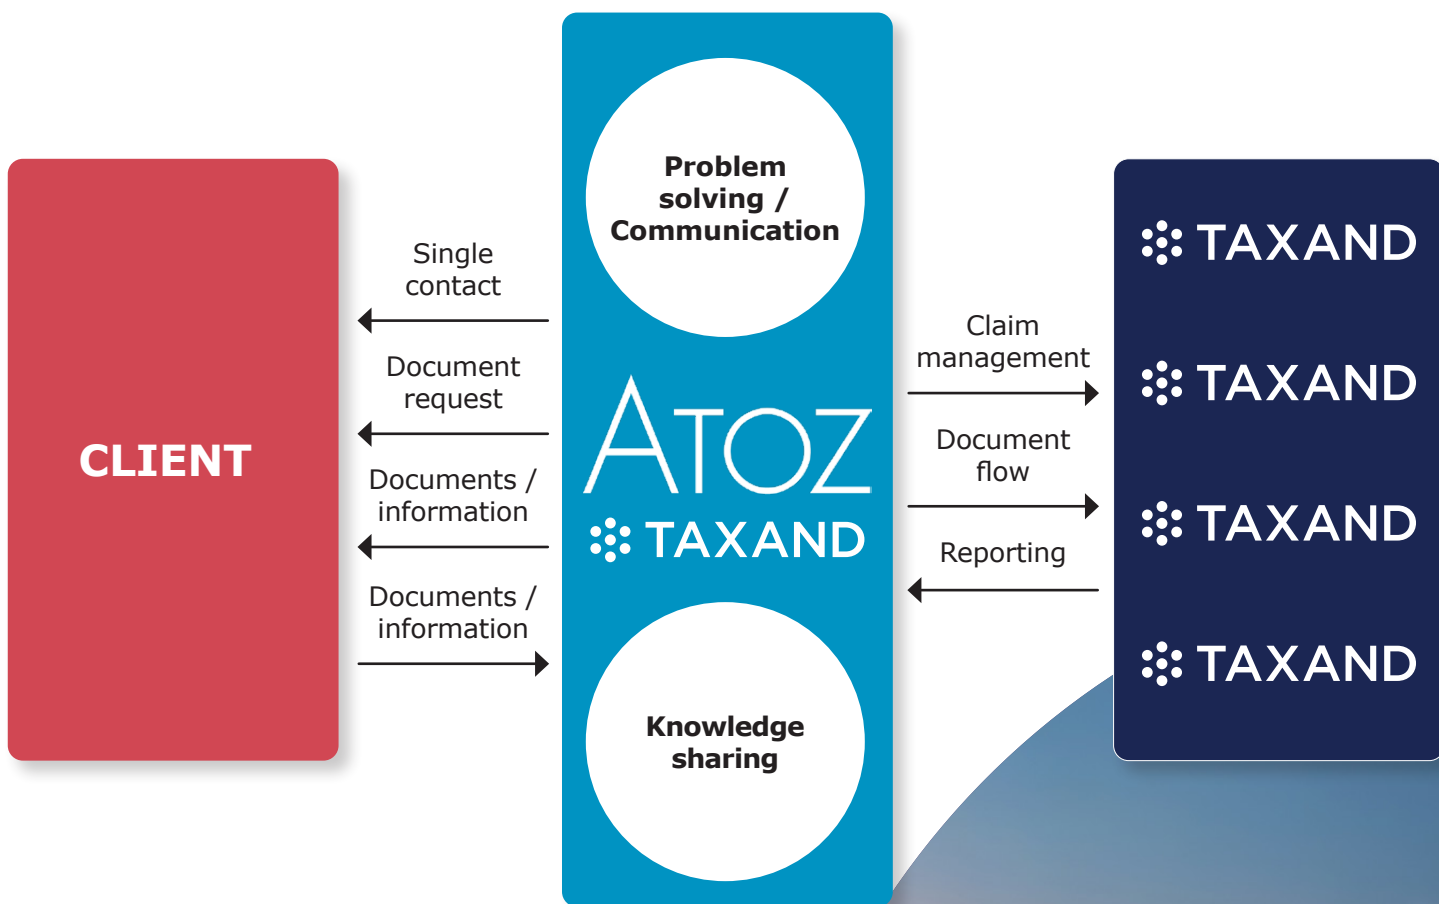 CLIENT
Single
contact
Document
request
Documents /
information
Documents /
information
Problem
solving /
Communication
ATOZ
TAXAND
Knowledge
sharing
Claim
management
Document
flow
Reporting
TAXAND
TAXAND
TAXAND
TAXAND